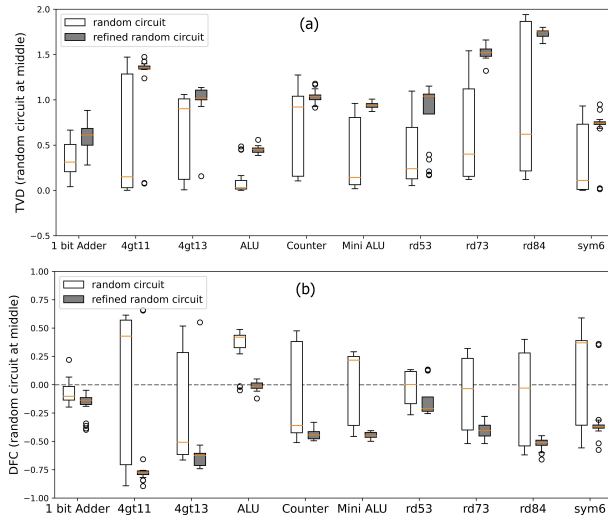 (a)
random circuit
refined random circuit
TVD (random circuit at middle)
2.0
1.5
1.0
0.5
0.0
−0.5
1 bit Adder 4gt11 4gt13 ALU Counter Mini ALU rd53 rd73 rd84 sym6
(b)
random circuit
refined random circuit
DFC (random circuit at middle)
1.00
0.75
0.50
0.25
0.00
−0.25
−0.50
−0.75
−1.00
1 bit Adder 4gt11 4gt13 ALU Counter Mini ALU rd53 rd73 rd84 sym6